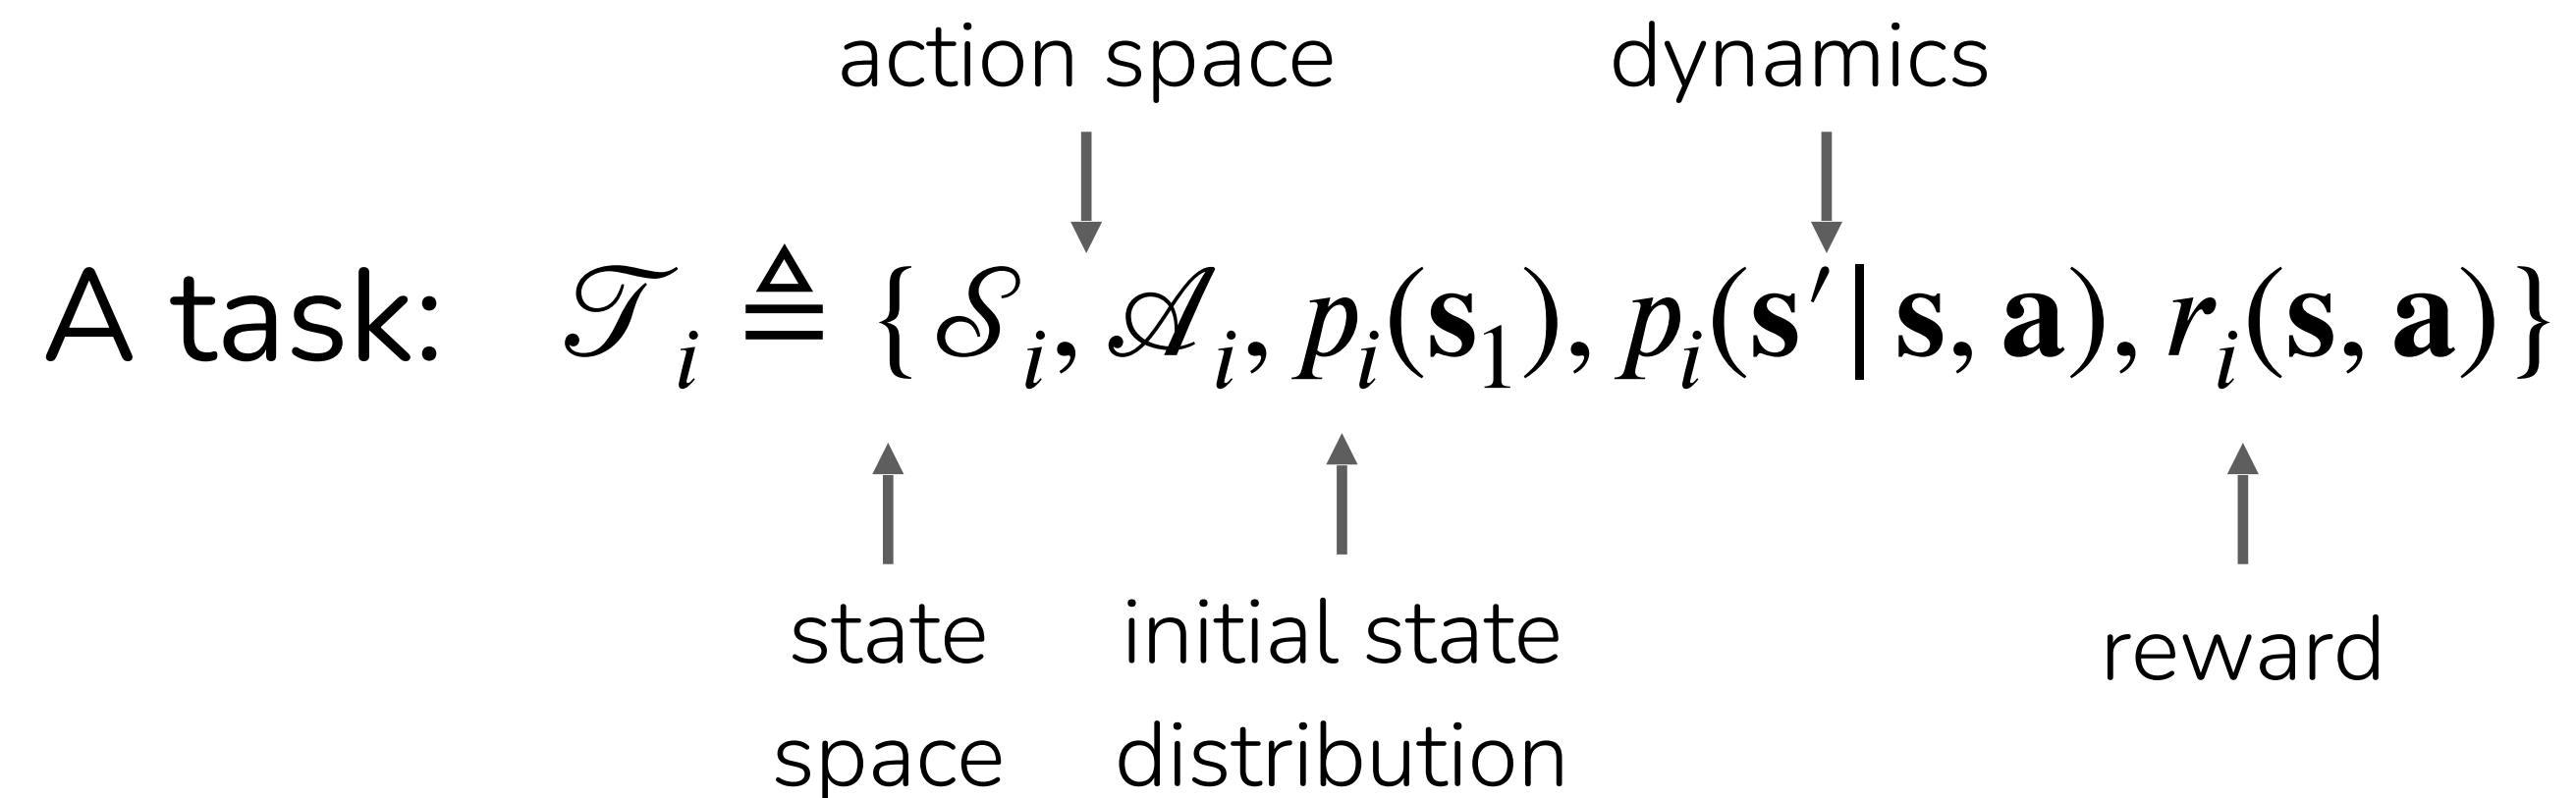 action space dynamics
A task: 𝒯ᵢ ≜ {𝒮ᵢ, 𝒜ᵢ, pᵢ(s₁), pᵢ(s′|s, a), rᵢ(s, a)}
state space
initial state distribution
reward